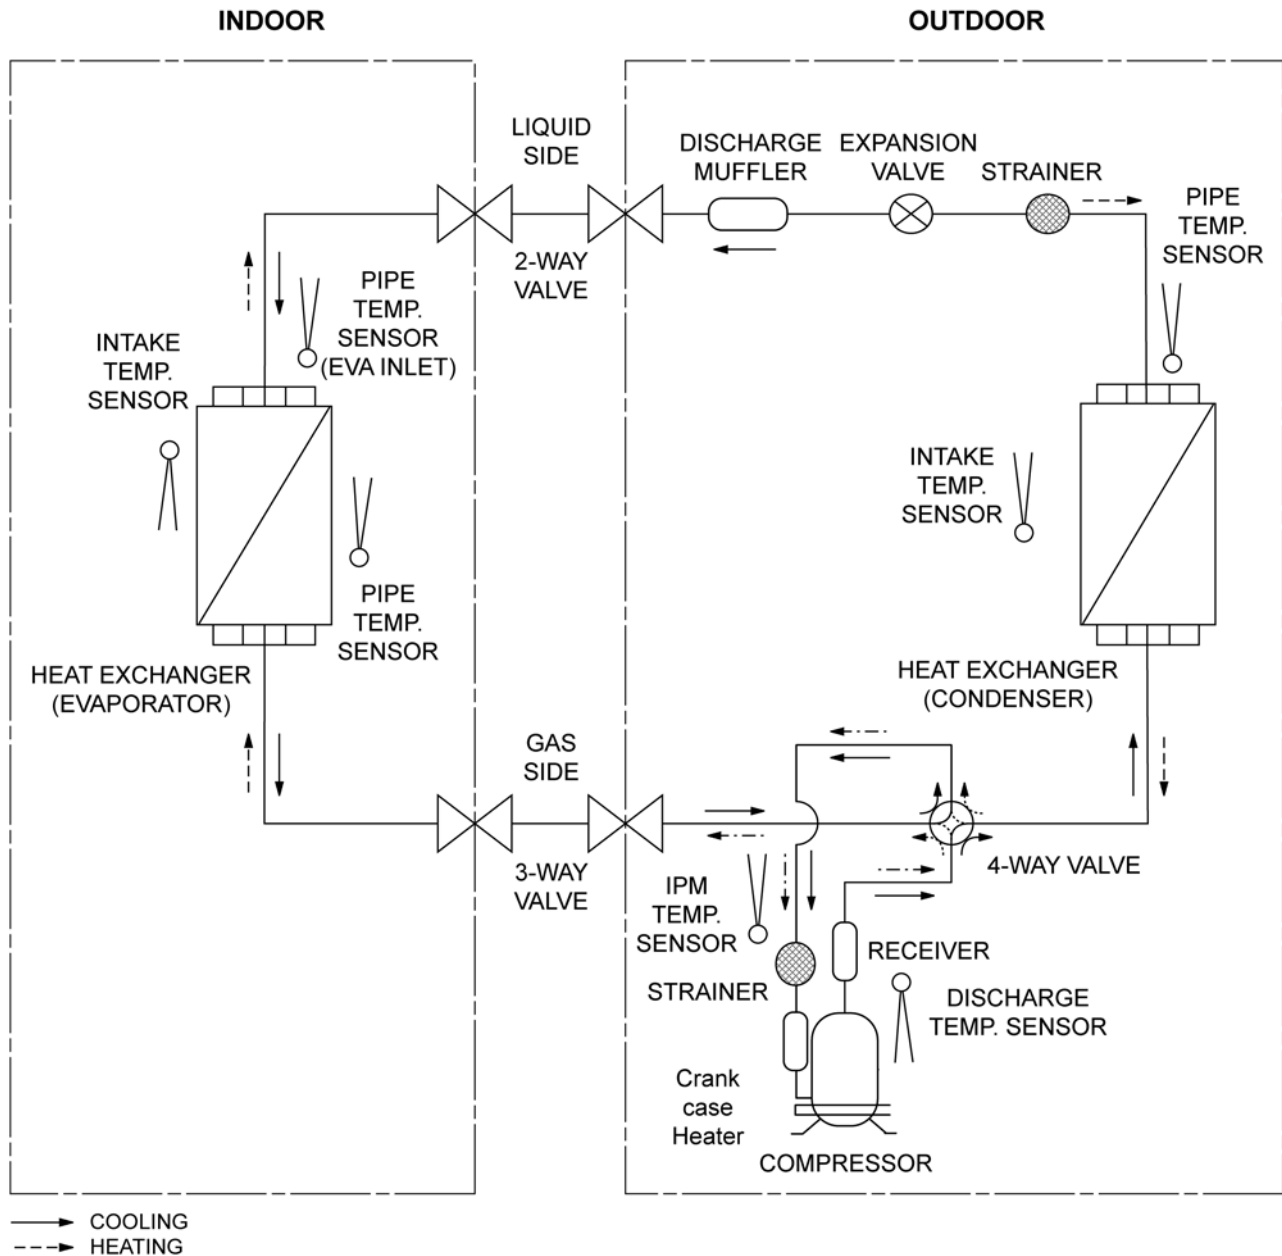 INDOOR
OUTDOOR
LIQUID
SIDE
DISCHARGE
MUFFLER
EXPANSION
VALVE
STRAINER
PIPE
TEMP.
SENSOR
2-WAY
VALVE
PIPE
TEMP.
SENSOR
(EVA INLET)
INTAKE
TEMP.
SENSOR
INTAKE
TEMP.
SENSOR
PIPE
TEMP.
SENSOR
HEAT EXCHANGER
(EVAPORATOR)
HEAT EXCHANGER
(CONDENSER)
GAS
SIDE
3-WAY
VALVE
4-WAY VALVE
IPM
TEMP.
SENSOR
RECEIVER
STRAINER
DISCHARGE
TEMP. SENSOR
Crank
case
Heater
COMPRESSOR
COOLING
HEATING